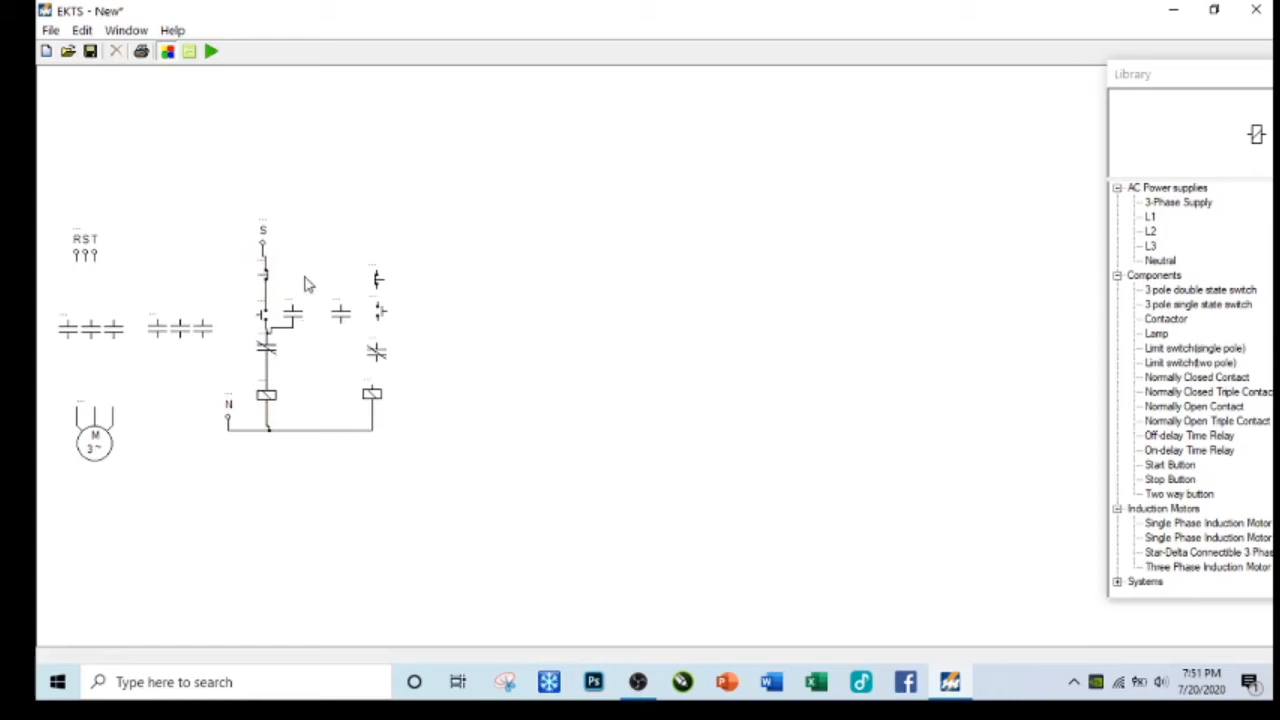 EKTS - New*
File Edit Window Help
Library
AC Power supplies
3-Phase Supply
L1
L2
L3
Neutral
Components
3 pole double state switch
3 pole single state switch
Contactor
Lamp
Limit switch(single pole)
Limit switch(two pole)
Normally Closed Contact
Normally Closed Triple Contac
Normally Open Contact
Normally Open Triple Contact
Off-delay Time Relay
On-delay Time Relay
Start Button
Stop Button
Two way button
Induction Motors
Single Phase Induction Motor
Single Phase Induction Motor
Star-Delta Connectible 3 Phas
Three Phase Induction Motor
Systems
S
R S T
N
M
3 ~
Type here to search
Ps
7:51 PM
7/20/2020
1